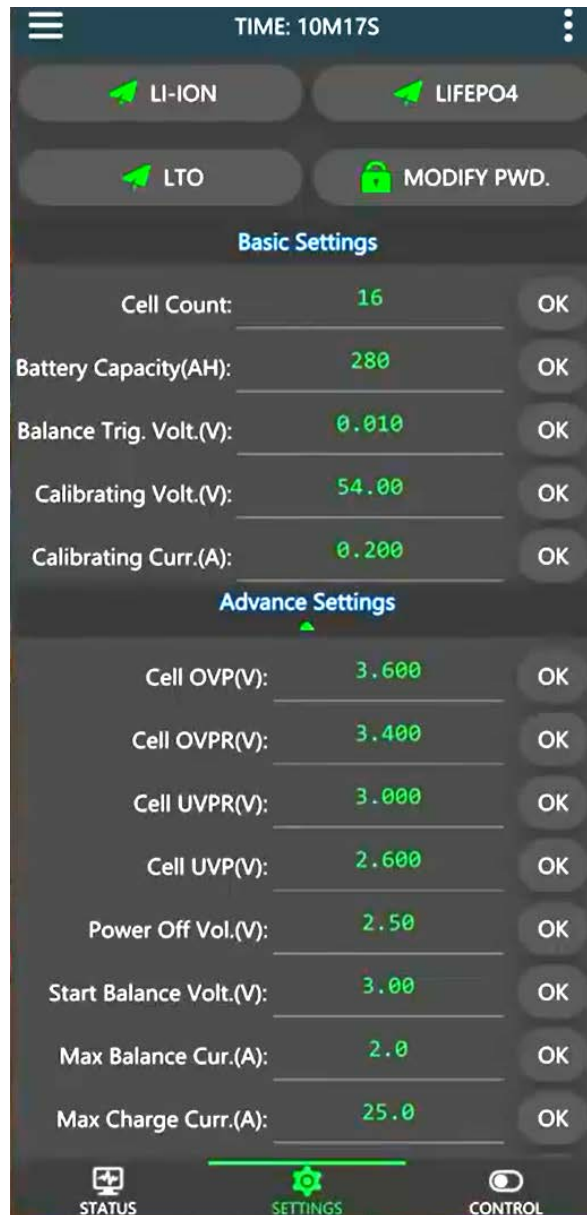 TIME: 10M17S
LI-ION LIFEPO4
LTO MODIFY PWD.
Basic Settings
Cell Count: 16 OK
Battery Capacity(AH): 280 OK
Balance Trig. Volt.(V): 0.010 OK
Calibrating Volt.(V): 54.00 OK
Calibrating Curr.(A): 0.200 OK
Advance Settings
Cell OVP(V): 3.600 OK
Cell OVPR(V): 3.400 OK
Cell UVPR(V): 3.000 OK
Cell UVP(V): 2.600 OK
Power Off Vol.(V): 2.50 OK
Start Balance Volt.(V): 3.00 OK
Max Balance Cur.(A): 2.0 OK
Max Charge Curr.(A): 25.0 OK
STATUS SETTINGS CONTROL